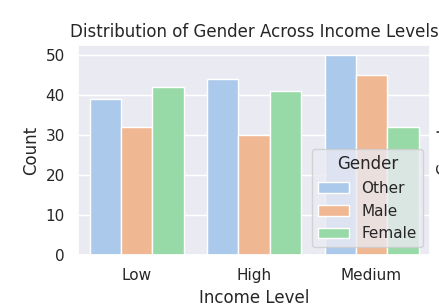 Distribution of Gender Across Income Levels
50
40
30
20
10
0
Count
Gender
Other
Male
Female
Low High Medium
Income Level